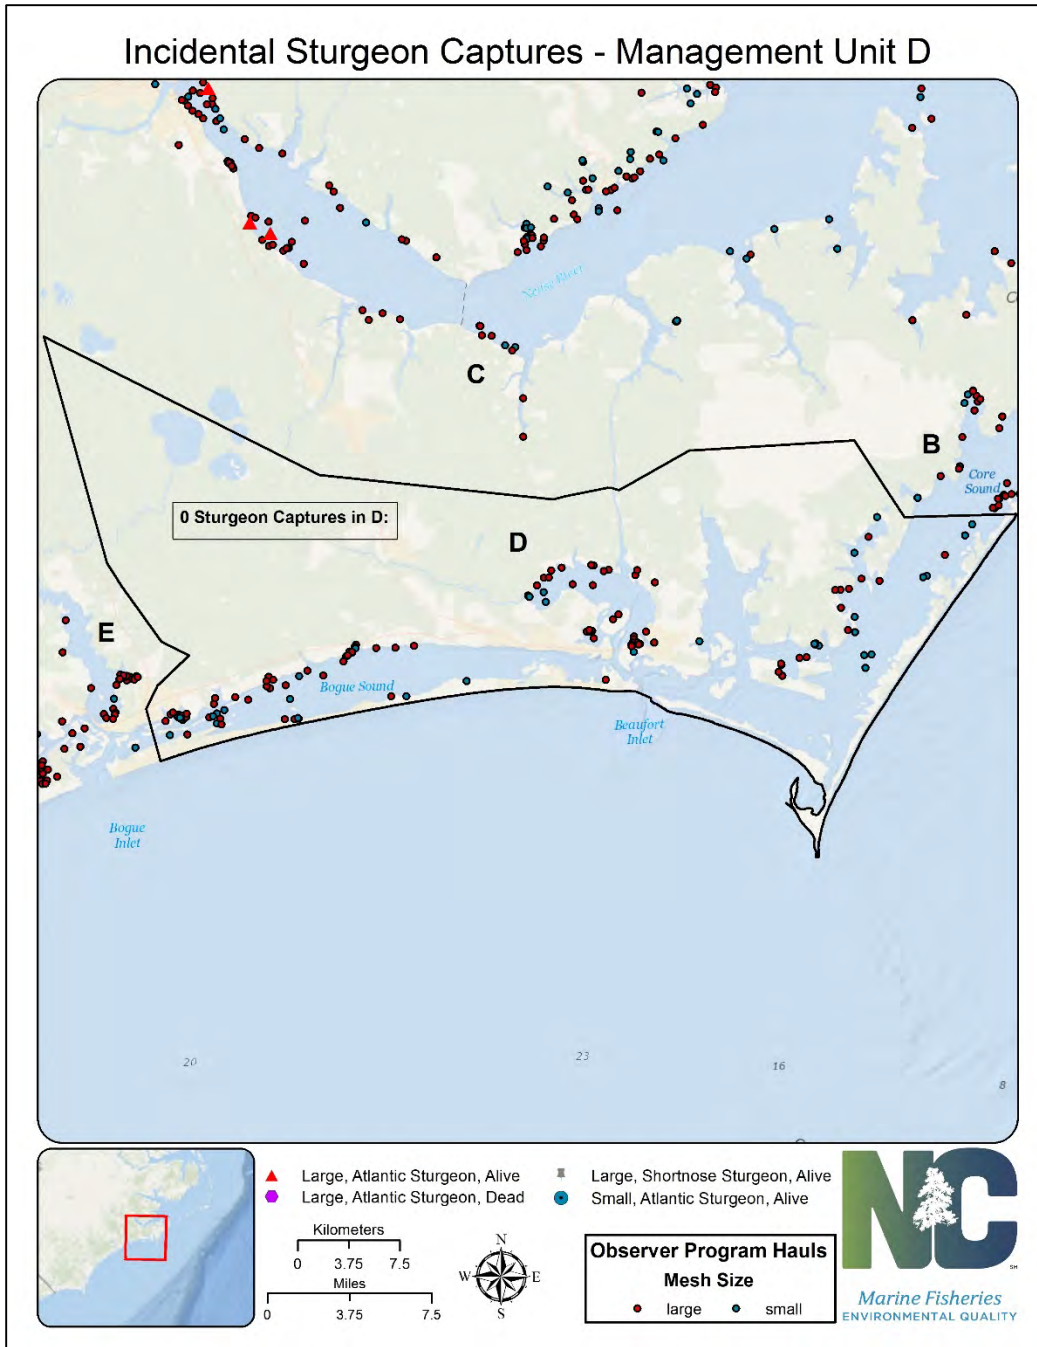 Incidental Sturgeon Captures - Management Unit D
Neuse River
C
B
Core
Sound
0 Sturgeon Captures in D:
D
E
Bogue Sound
Beaufort
Inlet
Bogue
Inlet
20
23
16
8
Large, Atlantic Sturgeon, Alive
Large, Shortnose Sturgeon, Alive
Large, Atlantic Sturgeon, Dead
Small, Atlantic Sturgeon, Alive
Kilometers
0 3.75 7.5
Miles
0 3.75 7.5
N
W E
S
Observer Program Hauls
Mesh Size
large small
NC
SM
Marine Fisheries
ENVIRONMENTAL QUALITY